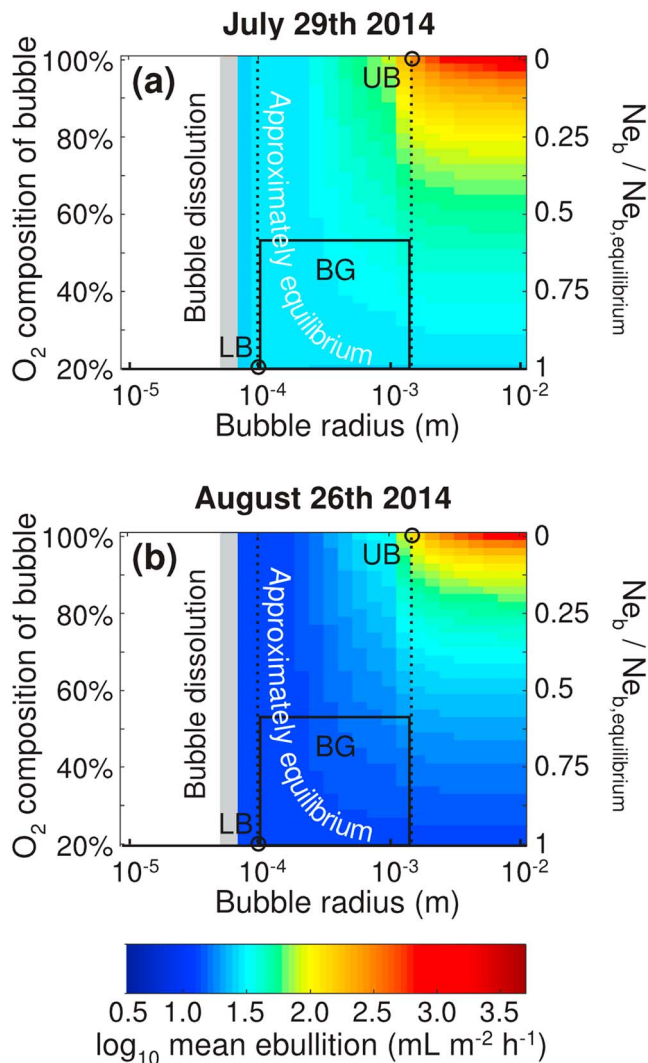 July 29th 2014
(a)
100%
80%
60%
40%
20%
O₂ composition of bubble
Bubble dissolution
Approximately equilibrium
UB
BG
LB
0
0.25
0.5
0.75
1
Ne_b / Ne_b,equilibrium
10⁻⁵ 10⁻⁴ 10⁻³ 10⁻²
Bubble radius (m)
August 26th 2014
(b)
100%
80%
60%
40%
20%
O₂ composition of bubble
Bubble dissolution
Approximately equilibrium
UB
BG
LB
0
0.25
0.5
0.75
1
Ne_b / Ne_b,equilibrium
10⁻⁵ 10⁻⁴ 10⁻³ 10⁻²
Bubble radius (m)
0.5 1.0 1.5 2.0 2.5 3.0 3.5
log₁₀ mean ebullition (mL m⁻² h⁻¹)